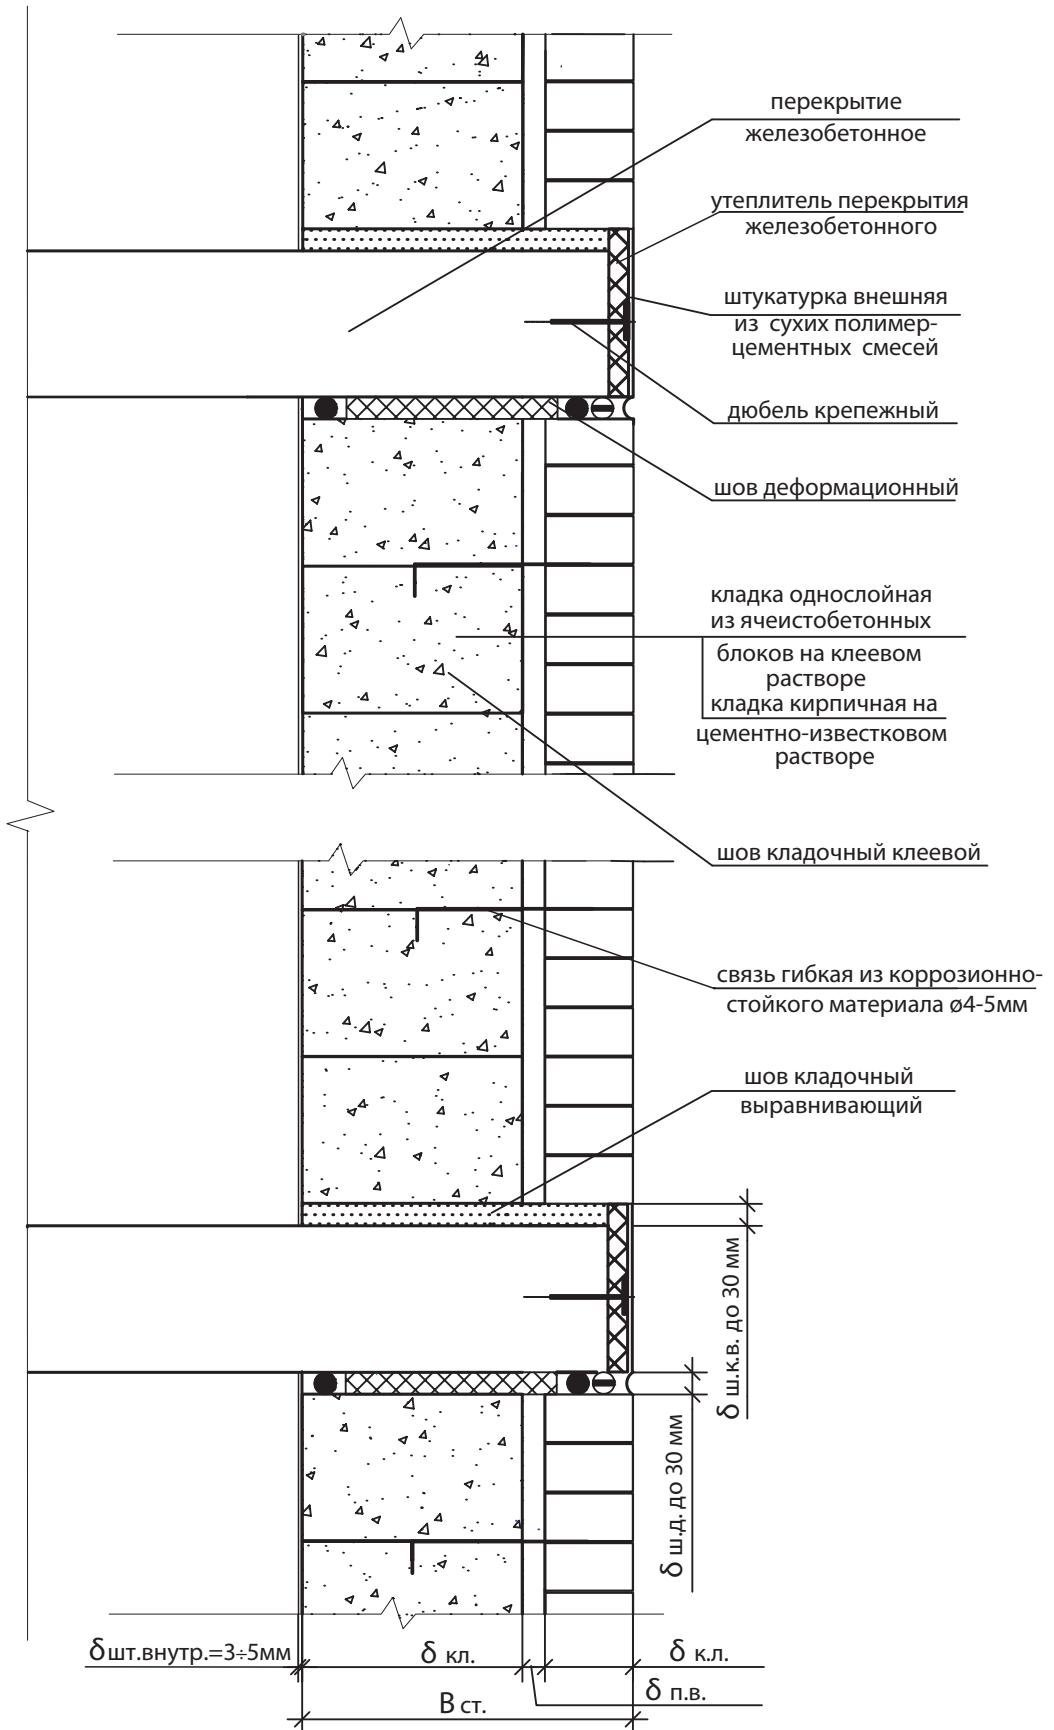 перекрытие
железобетонное
утеплитель перекрытия
железобетонного
штукатурка внешняя
из сухих полимер-
цементных смесей
дюбель крепежный
шов деформационный
кладка однослойная
из ячеистобетонных
блоков на клеевом
растворе
кладка кирпичная на
цементно-известковом
растворе
шов кладочный клеевой
связь гибкая из коррозионно-
стойкого материала ø4-5мм
шов кладочный
выравнивающий
δ ш.к.в. до 30 мм
δ ш.д. до 30 мм
δ шт.внутр.=3÷5мм
δ кл.
δ к.л.
δ п.в.
В ст.